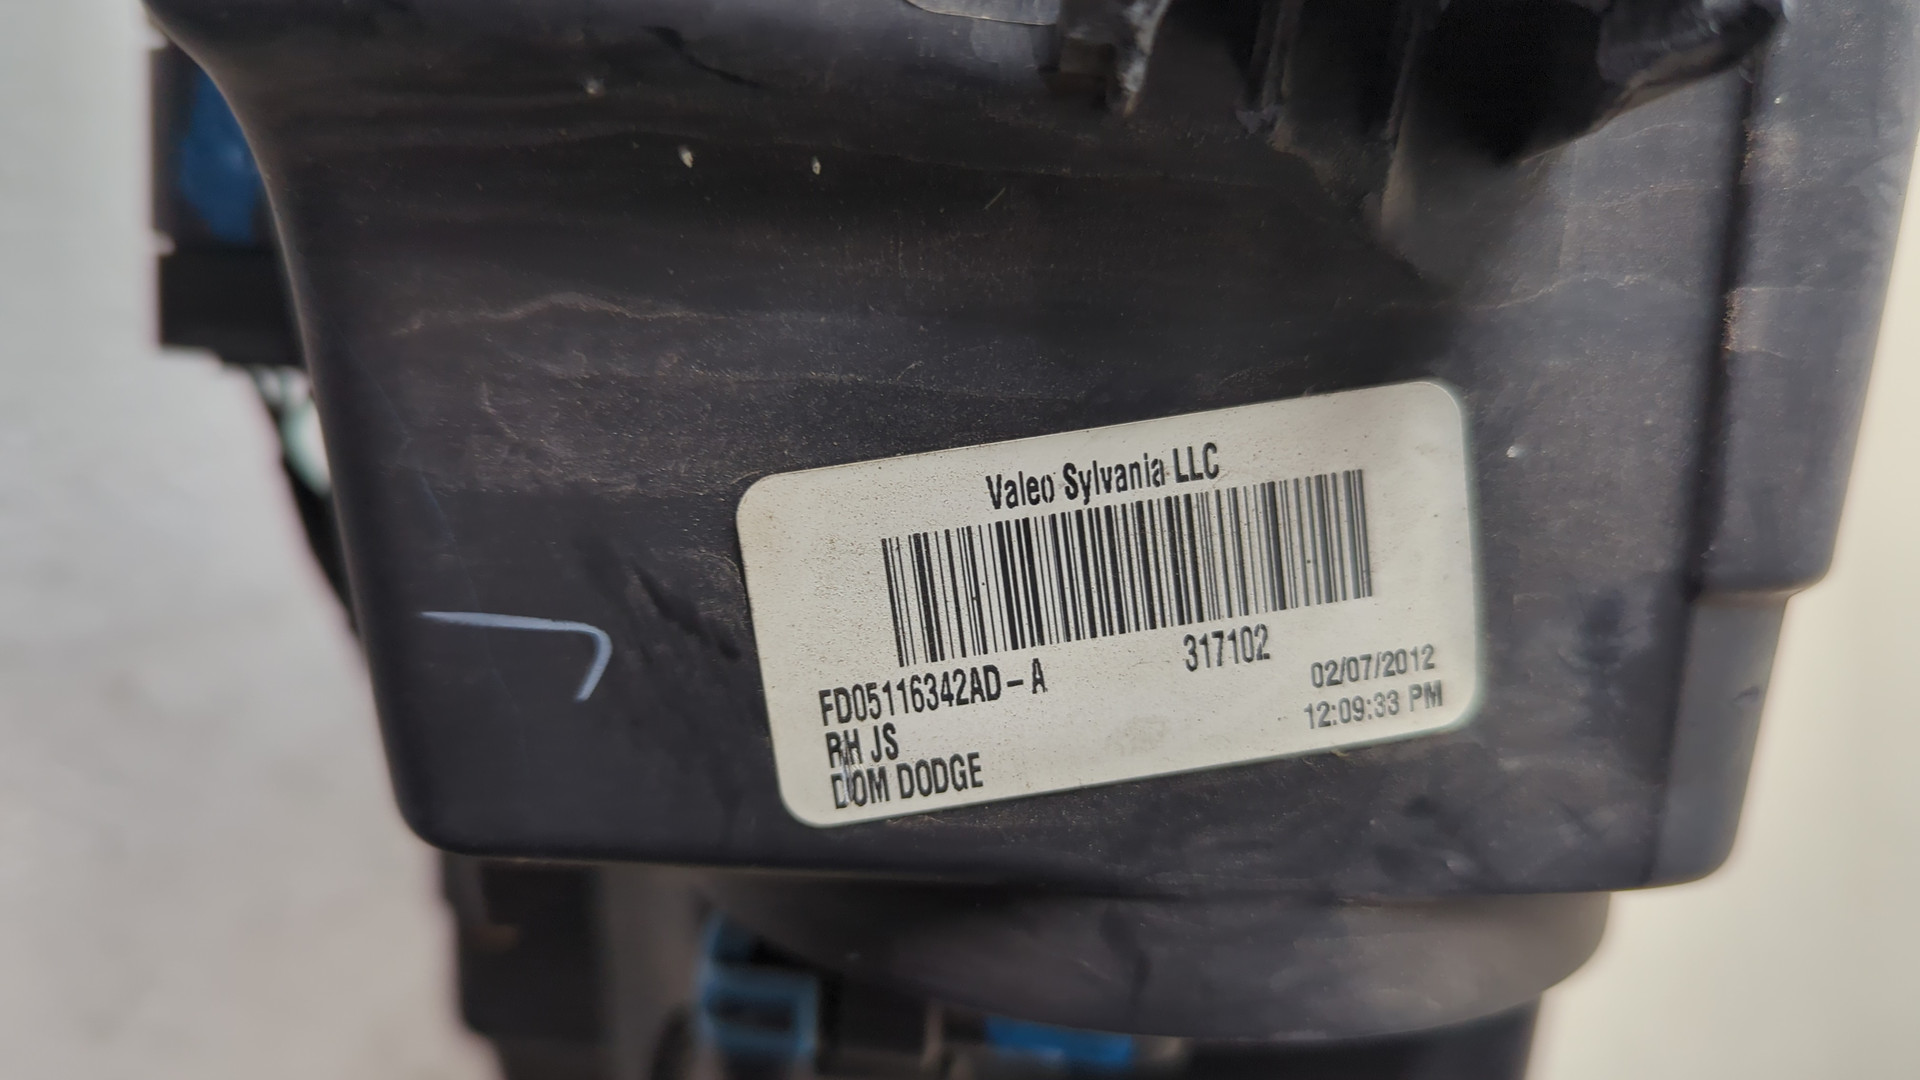 Valeo Sylvania LLC
FD05116342AD - A 317102
RH JS 02/07/2012
DOM DODGE 12:09:33 PM